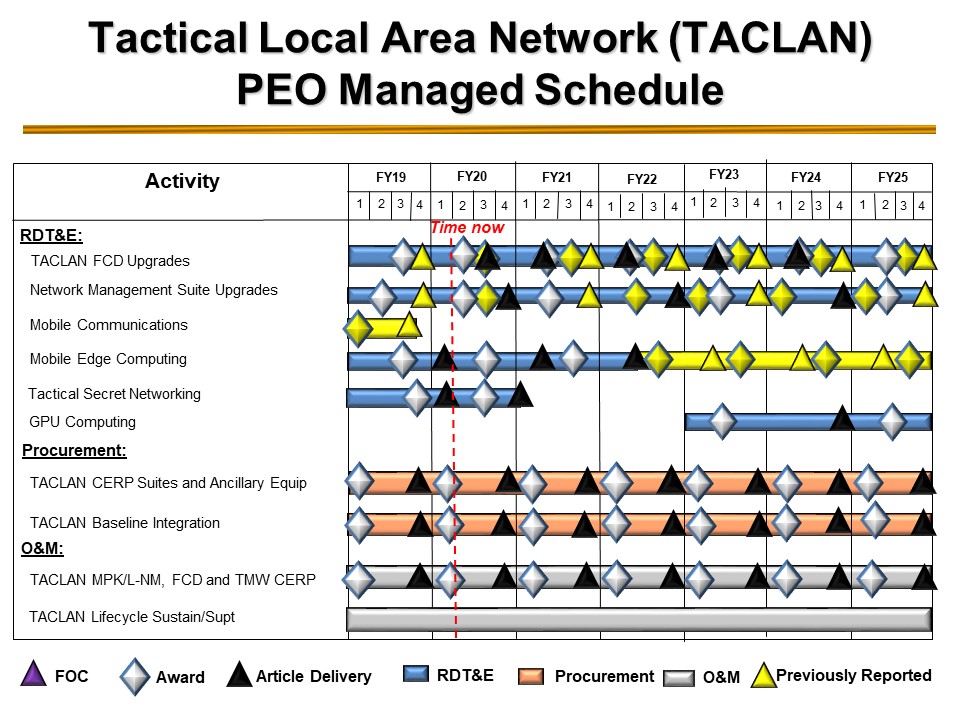 Tactical Local Area Network (TACLAN)
PEO Managed Schedule
Activity FY19 FY20 FY21 FY22 FY23 FY24 FY25
1 2 3 4 1 2 3 4 1 2 3 4 1 2 3 4 1 2 3 4 1 2 3 4 1 2 3 4
Time now
RDT&E:
TACLAN FCD Upgrades
Network Management Suite Upgrades
Mobile Communications
Mobile Edge Computing
Tactical Secret Networking
GPU Computing
Procurement:
TACLAN CERP Suites and Ancillary Equip
TACLAN Baseline Integration
O&M:
TACLAN MPK/L-NM, FCD and TMW CERP
TACLAN Lifecycle Sustain/Supt
FOC Award Article Delivery RDT&E Procurement O&M Previously Reported